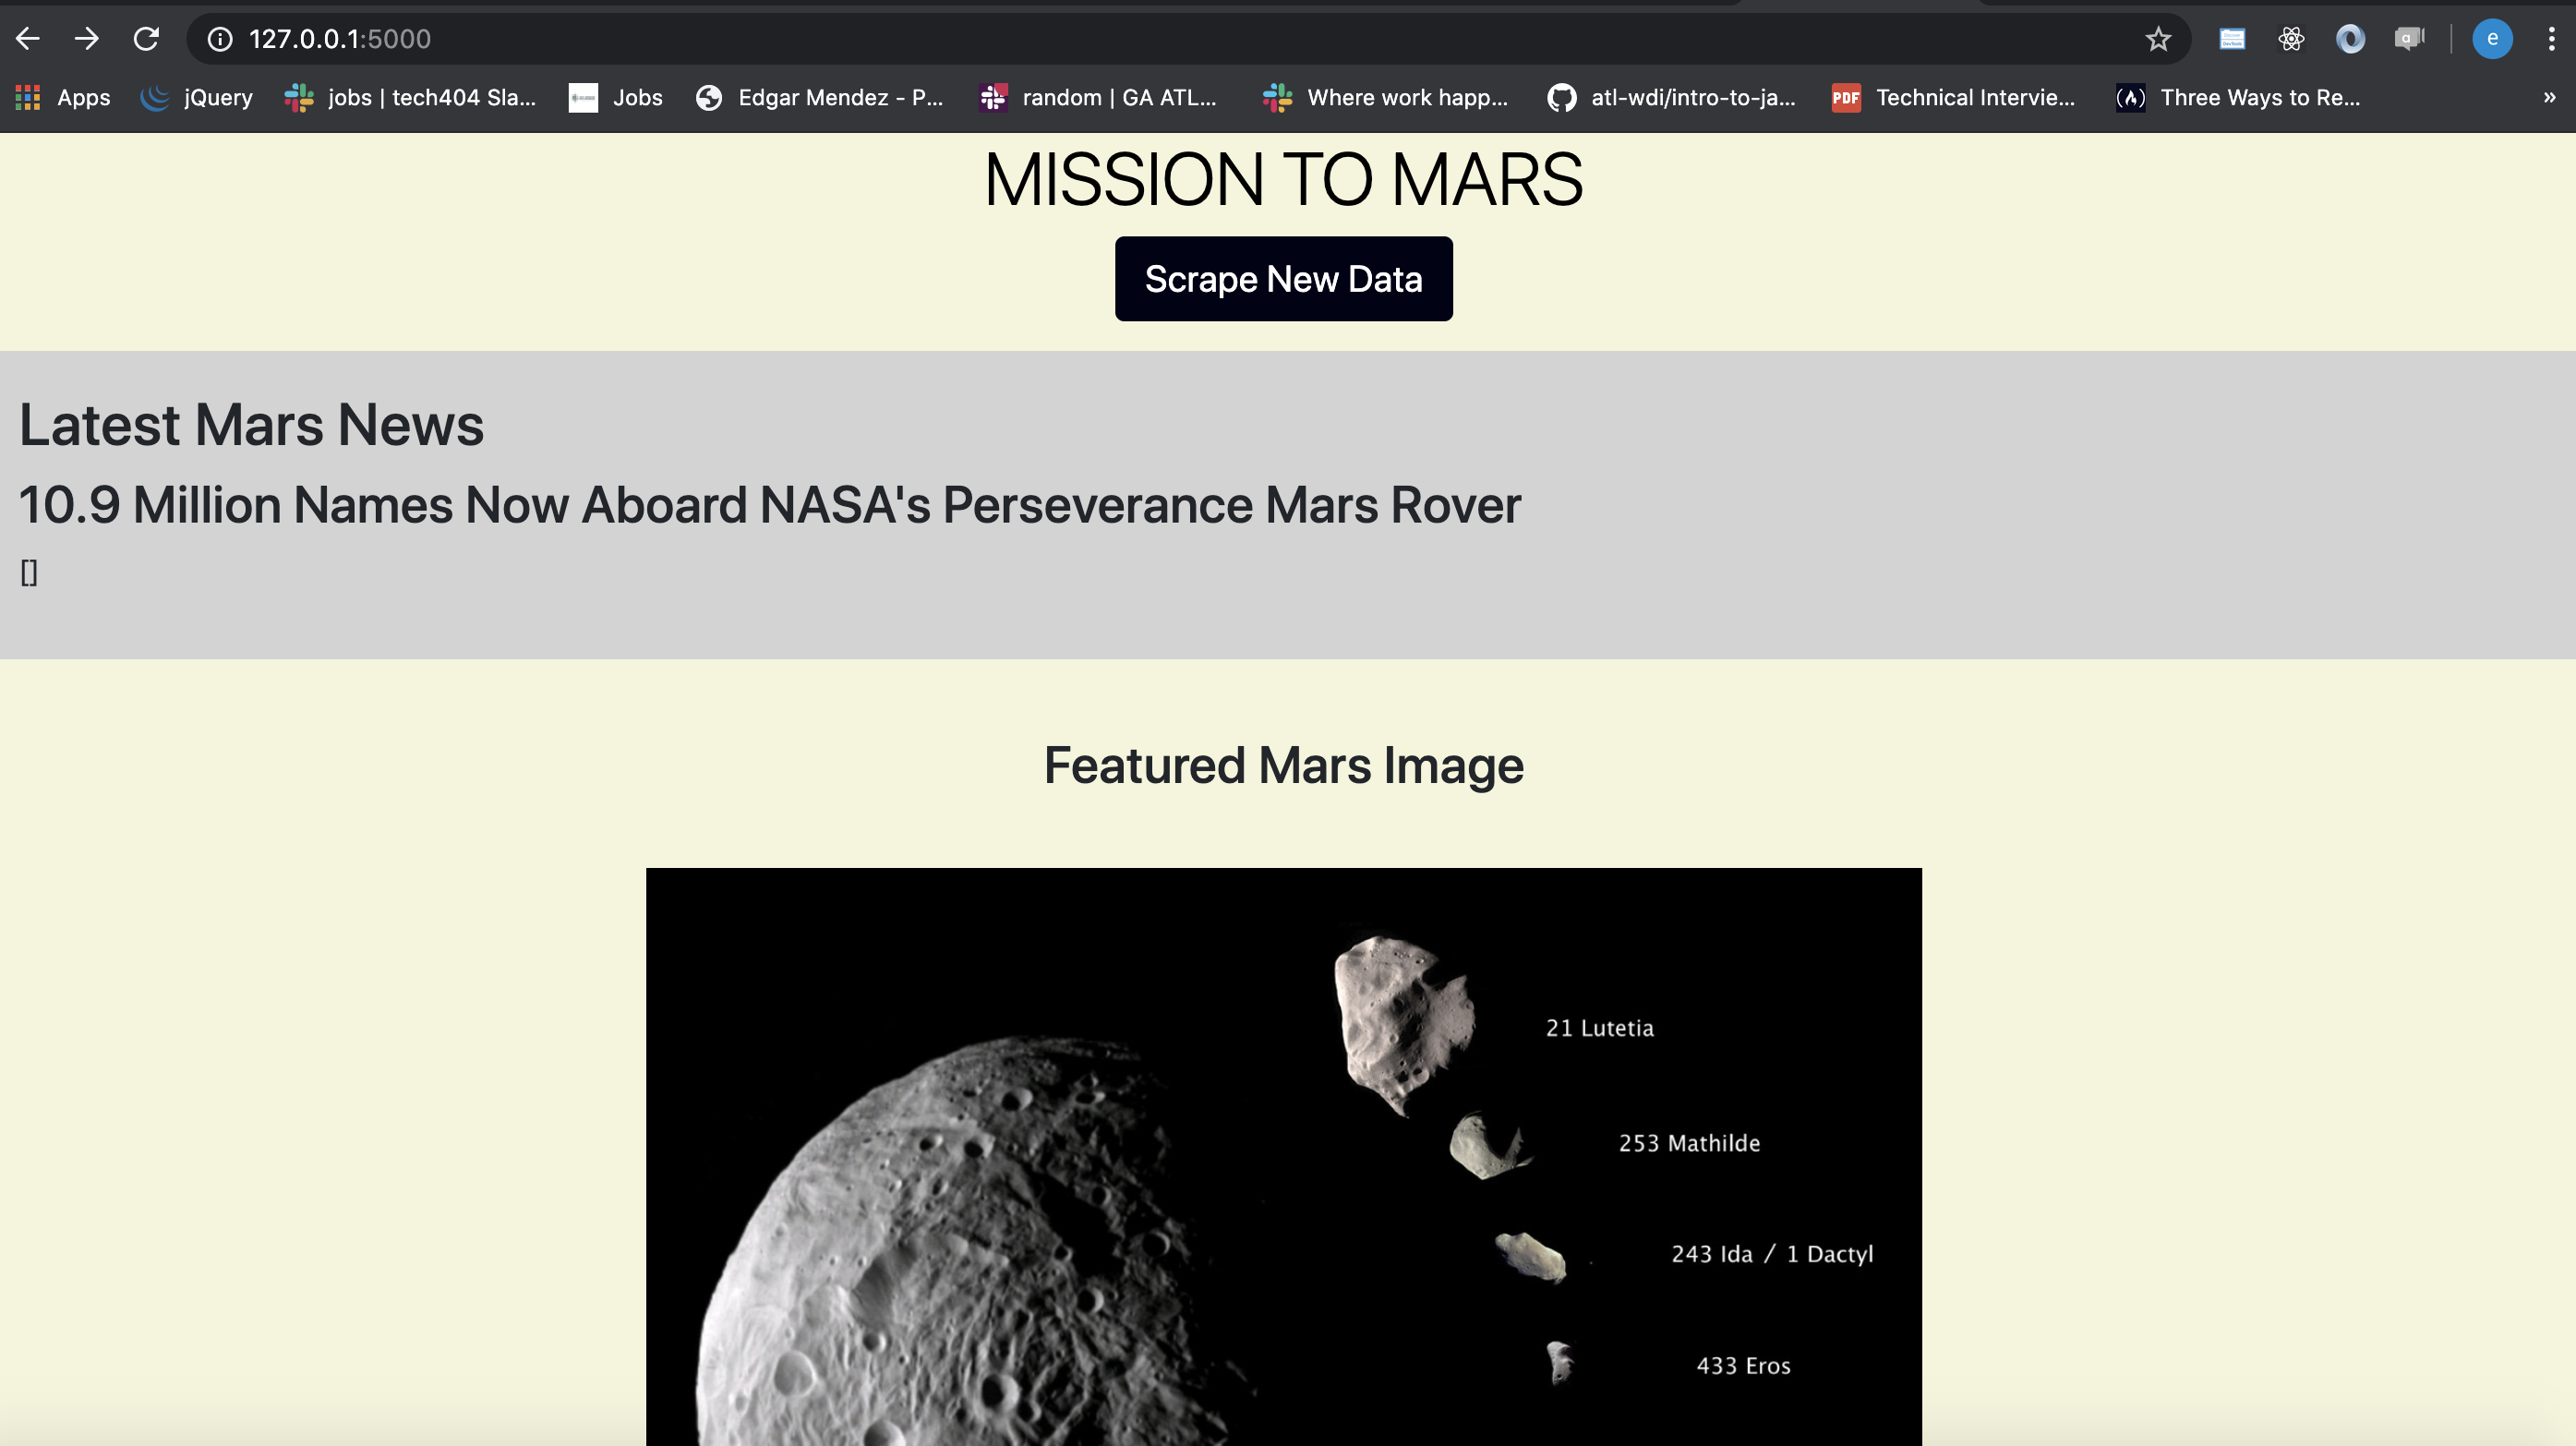 127.0.0.1:5000
e
Apps jQuery jobs | tech404 Sla... Jobs Edgar Mendez - P... random | GA ATL... Where work happ... atl-wdi/intro-to-ja... PDF Technical Intervie... Three Ways to Re... »
MISSION TO MARS
Scrape New Data
Latest Mars News
10.9 Million Names Now Aboard NASA's Perseverance Mars Rover
[]
Featured Mars Image
21 Lutetia
253 Mathilde
243 Ida / 1 Dactyl
433 Eros